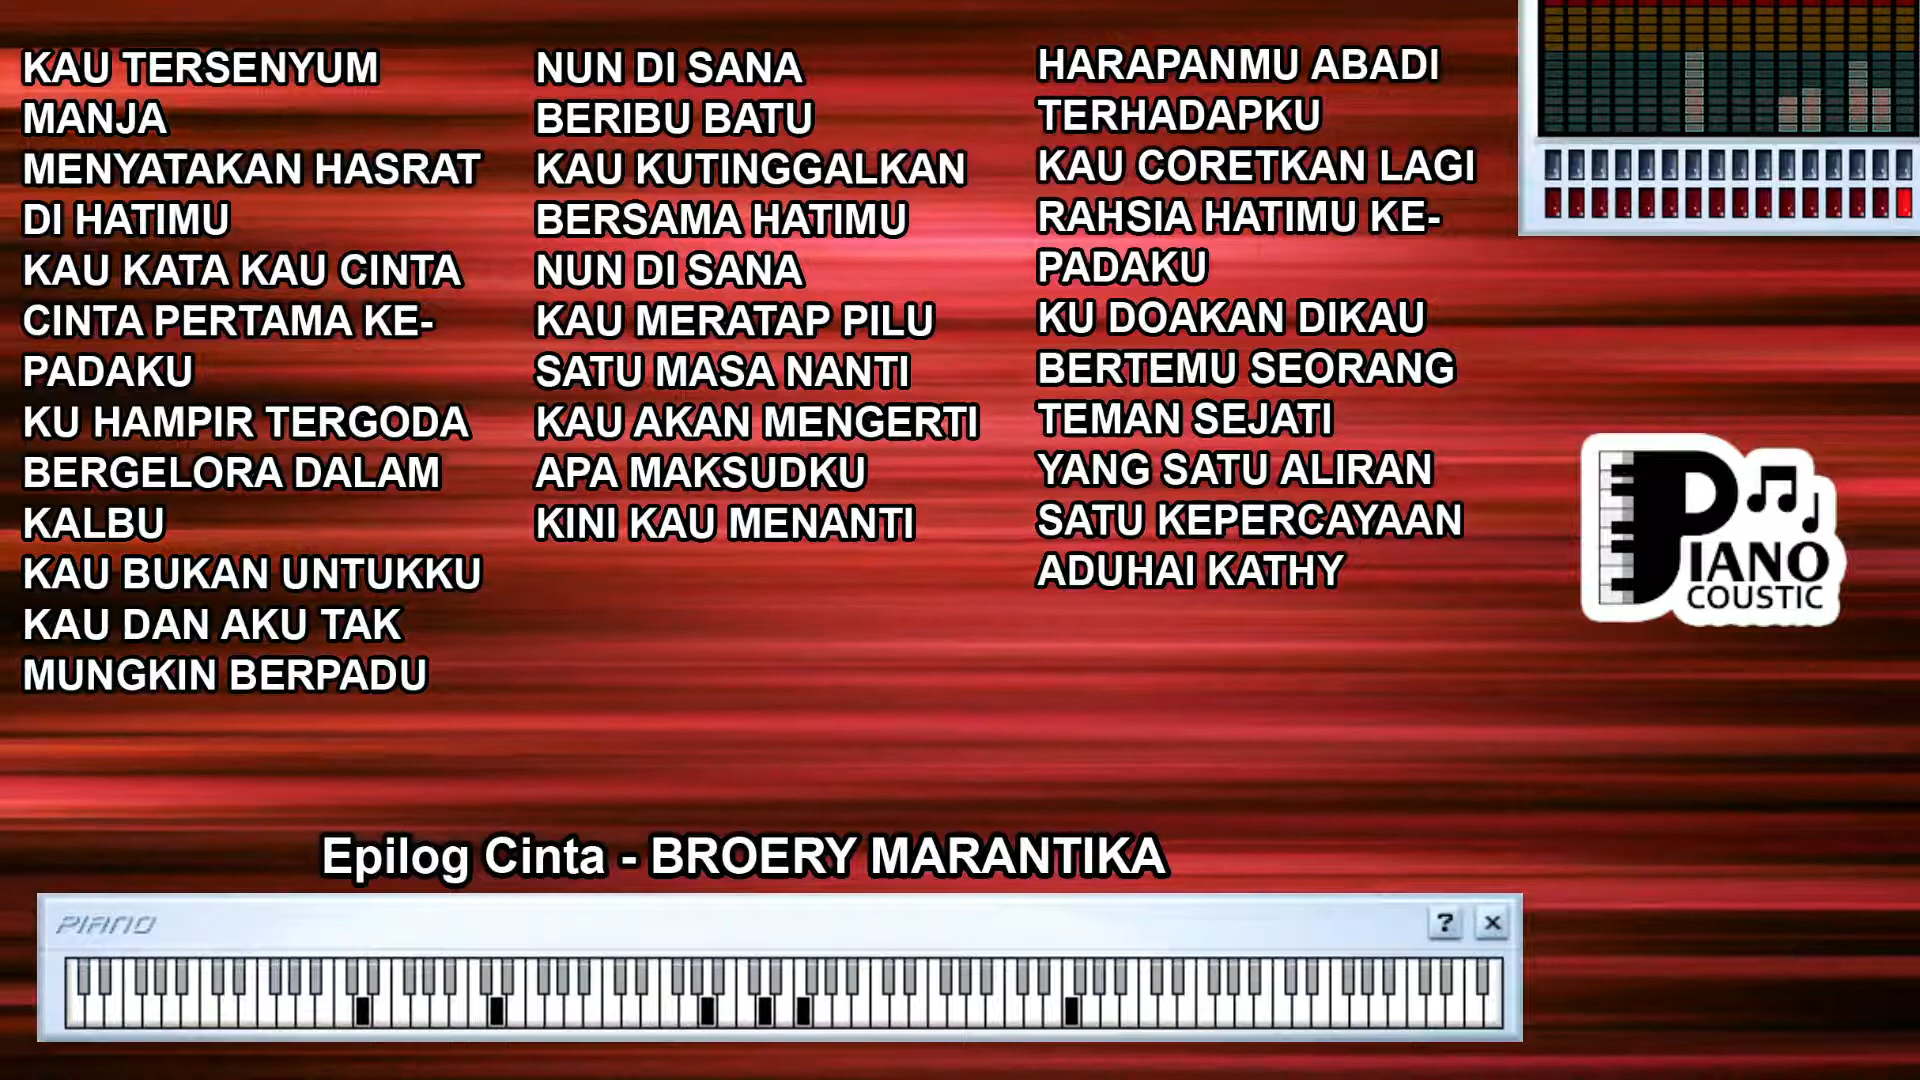 KAU TERSENYUM
MANJA
MENYATAKAN HASRAT
DI HATIMU
KAU KATA KAU CINTA
CINTA PERTAMA KE-
PADAKU
KU HAMPIR TERGODA
BERGELORA DALAM
KALBU
KAU BUKAN UNTUKKU
KAU DAN AKU TAK
MUNGKIN BERPADU
NUN DI SANA
BERIBU BATU
KAU KUTINGGALKAN
BERSAMA HATIMU
NUN DI SANA
KAU MERATAP PILU
SATU MASA NANTI
KAU AKAN MENGERTI
APA MAKSUDKU
KINI KAU MENANTI
HARAPANMU ABADI
TERHADAPKU
KAU CORETKAN LAGI
RAHSIA HATIMU KE-
PADAKU
KU DOAKAN DIKAU
BERTEMU SEORANG
TEMAN SEJATI
YANG SATU ALIRAN
SATU KEPERCAYAAN
ADUHAI KATHY
PIANO
COUSTIC
Epilog Cinta - BROERY MARANTIKA
PIANO
? ×